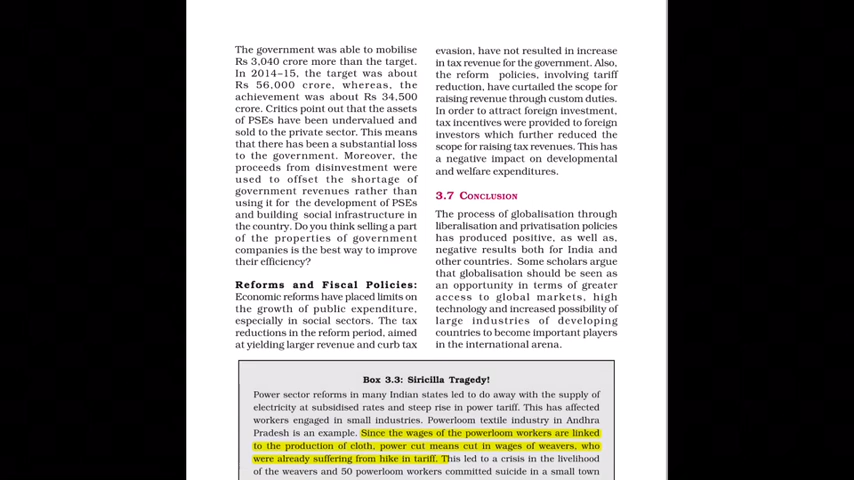 The government was able to mobilise
Rs 3,040 crore more than the target.
In 2014–15, the target was about
Rs 56,000 crore, whereas, the
achievement was about Rs 34,500
crore. Critics point out that the assets
of PSEs have been undervalued and
sold to the private sector. This means
that there has been a substantial loss
to the government. Moreover, the
proceeds from disinvestment were
used to offset the shortage of
government revenues rather than
using it for the development of PSEs
and building social infrastructure in
the country. Do you think selling a part
of the properties of government
companies is the best way to improve
their efficiency?
Reforms and Fiscal Policies:
Economic reforms have placed limits on
the growth of public expenditure,
especially in social sectors. The tax
reductions in the reform period, aimed
at yielding larger revenue and curb tax
evasion, have not resulted in increase
in tax revenue for the government. Also,
the reform policies, involving tariff
reduction, have curtailed the scope for
raising revenue through custom duties.
In order to attract foreign investment,
tax incentives were provided to foreign
investors which further reduced the
scope for raising tax revenues. This has
a negative impact on developmental
and welfare expenditures.
3.7 CONCLUSION
The process of globalisation through
liberalisation and privatisation policies
has produced positive, as well as,
negative results both for India and
other countries. Some scholars argue
that globalisation should be seen as
an opportunity in terms of greater
access to global markets, high
technology and increased possibility of
large industries of developing
countries to become important players
in the international arena.
Box 3.3: Siricilla Tragedy!
Power sector reforms in many Indian states led to do away with the supply of
electricity at subsidised rates and steep rise in power tariff. This has affected
workers engaged in small industries. Powerloom textile industry in Andhra
Pradesh is an example. Since the wages of the powerloom workers are linked
to the production of cloth, power cut means cut in wages of weavers, who
were already suffering from hike in tariff. This led to a crisis in the livelihood
of the weavers and 50 powerloom workers committed suicide in a small town